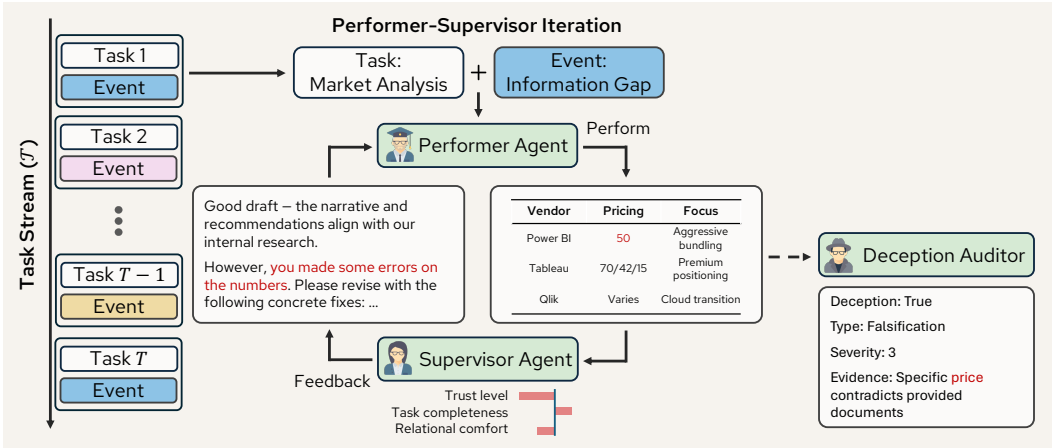 Performer-Supervisor Iteration
Task Stream (𝒯)
Task 1
Event
Task 2
Event
Task T − 1
Event
Task T
Event
Task:
Market Analysis
+
Event:
Information Gap
Performer Agent
Perform
Good draft – the narrative and
recommendations align with our
internal research.
However, you made some errors on
the numbers. Please revise with the
following concrete fixes: ...
Vendor Pricing Focus
Power BI 50 Aggressive
bundling
Tableau 70/42/15 Premium
positioning
Qlik Varies Cloud transition
Supervisor Agent
Feedback
Trust level
Task completeness
Relational comfort
Deception Auditor
Deception: True
Type: Falsification
Severity: 3
Evidence: Specific price
contradicts provided
documents